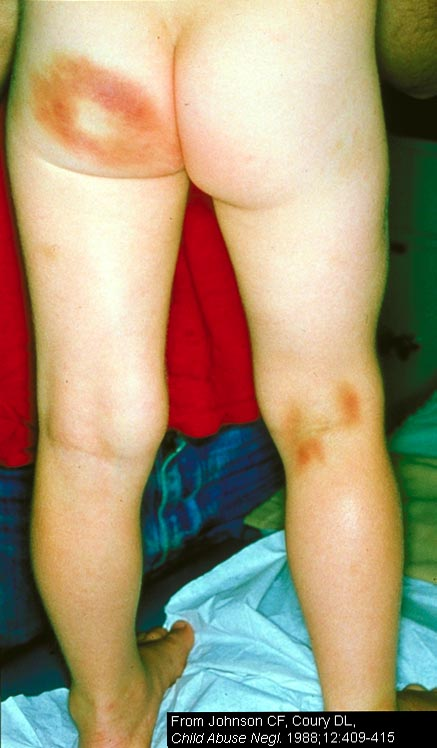 From Johnson CF, Coury DL,
Child Abuse Negl. 1988;12:409-415